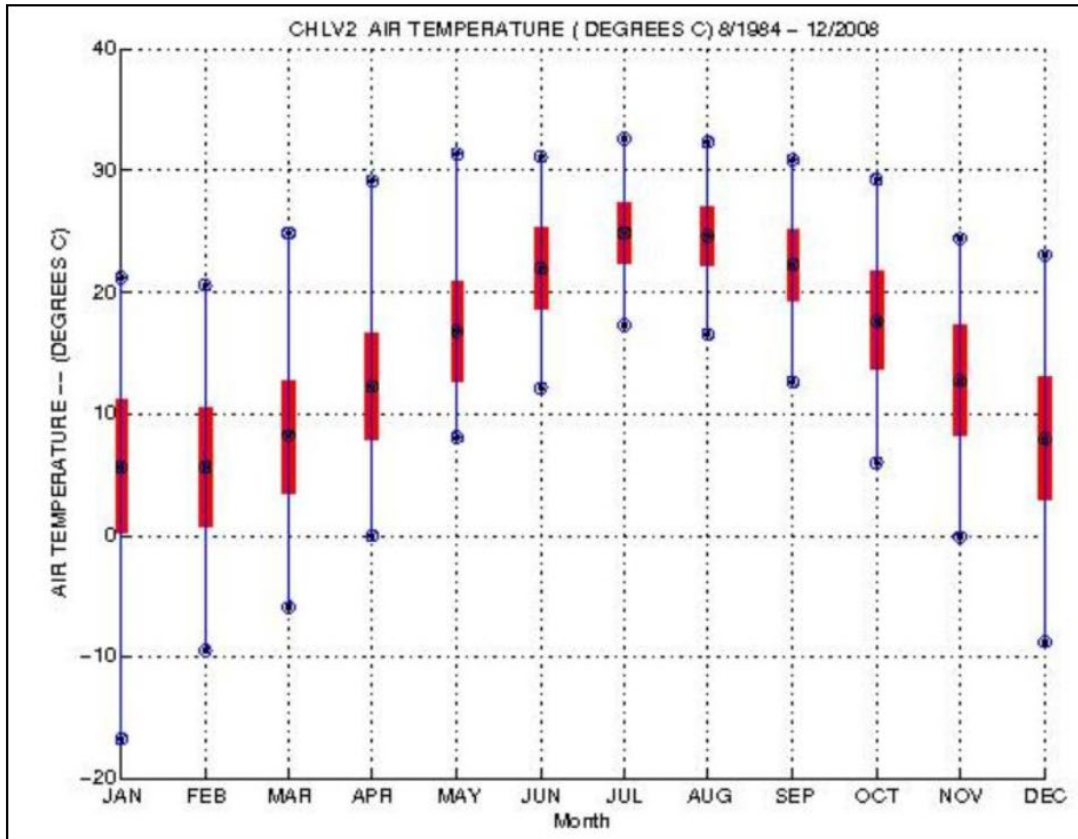 CHLV2 AIR TEMPERATURE ( DEGREES C) 8/1984 – 12/2008
40
30
20
10
0
−10
−20
AIR TEMPERATURE −− (DEGREES C)
JAN FEB MAR APR MAY JUN JUL AUG SEP OCT NOV DEC
Month